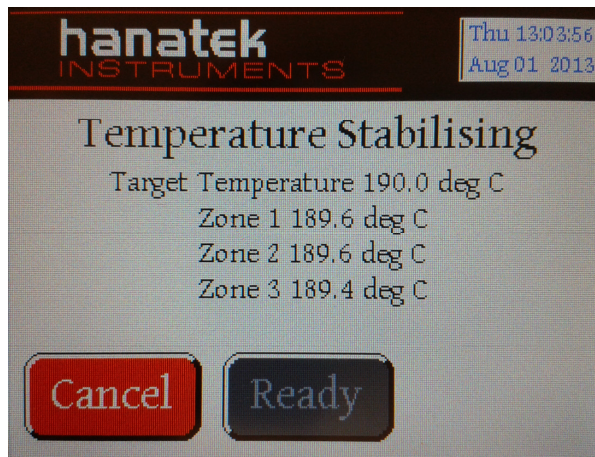 hanatek
INSTRUMENTS
Thu 13:03:56
Aug 01 2013
Temperature Stabilising
Target Temperature 190.0 deg C
Zone 1 189.6 deg C
Zone 2 189.6 deg C
Zone 3 189.4 deg C
Cancel
Ready